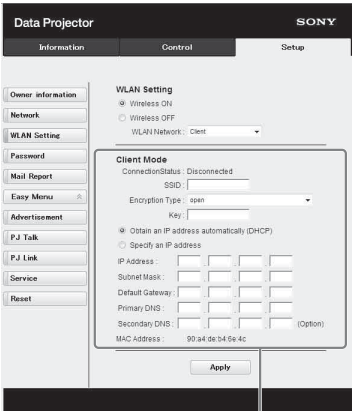 Data Projector
SONY
Information
Control
Setup
Owner information
Network
WLAN Setting
Password
Mail Report
Easy Menu
Advertisement
PJ Talk
PJ Link
Service
Reset
WLAN Setting
Wireless ON
Wireless OFF
WLAN Network : Client
Client Mode
ConnectionStatus : Disconnected
SSID :
Encryption Type : open
Key :
Obtain an IP address automatically (DHCP)
Specify an IP address
IP Address :
Subnet Mask :
Default Gateway :
Primary DNS :
Secondary DNS : (Option)
MAC Address : 90:a4:de:b4:6e:4c
Apply